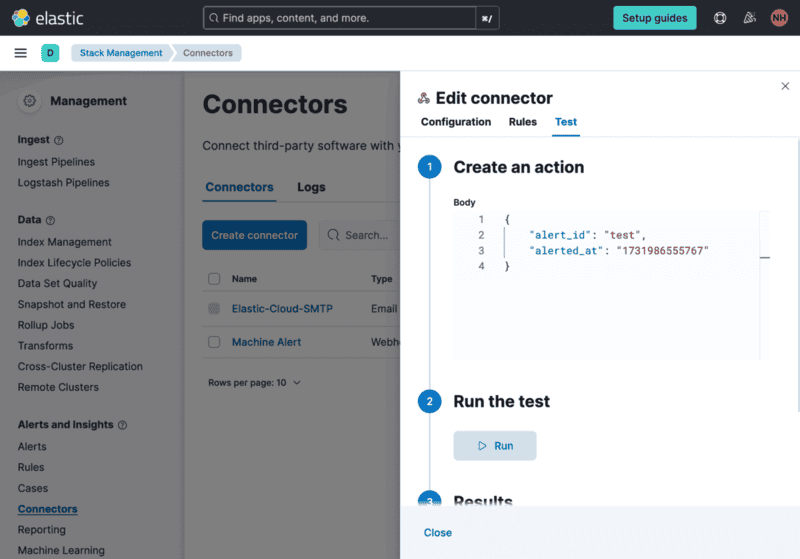 elastic
Find apps, content, and more.
⌘/
Setup guides
NH
D
Stack Management
Connectors
Management
Ingest
Ingest Pipelines
Logstash Pipelines
Data
Index Management
Index Lifecycle Policies
Data Set Quality
Snapshot and Restore
Rollup Jobs
Transforms
Cross-Cluster Replication
Remote Clusters
Alerts and Insights
Alerts
Rules
Cases
Connectors
Reporting
Machine Learning
Connectors
Connect third-party software with
Connectors Logs
Create connector
Search...
Name Type
Elastic-Cloud-SMTP Email
Machine Alert Webh
Rows per page: 10
Edit connector
Configuration Rules Test
1 Create an action
Body
1 {
2 "alert_id": "test",
3 "alerted_at": "1731986555767"
4 }
2 Run the test
Run
3 Results
Close